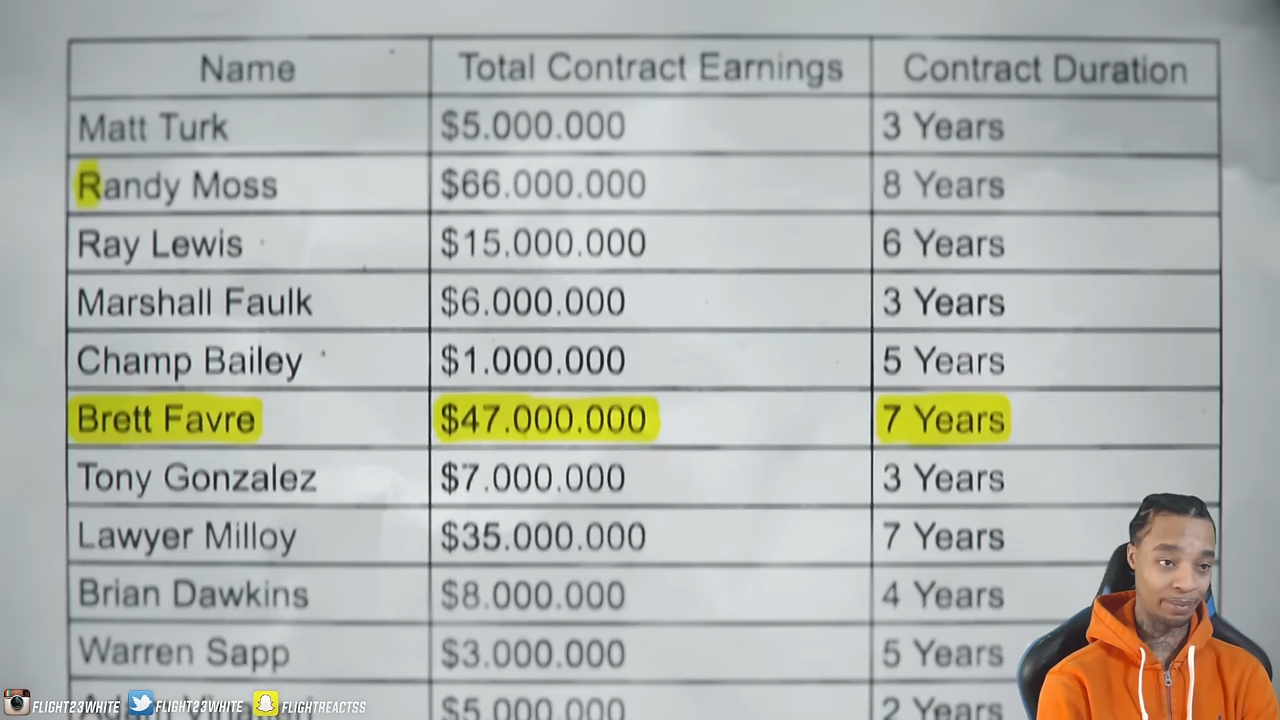 Name Total Contract Earnings Contract Duration
Matt Turk $5.000.000 3 Years
Randy Moss $66.000.000 8 Years
Ray Lewis $15.000.000 6 Years
Marshall Faulk $6.000.000 3 Years
Champ Bailey $1.000.000 5 Years
Brett Favre $47.000.000 7 Years
Tony Gonzalez $7.000.000 3 Years
Lawyer Milloy $35.000.000 7 Years
Brian Dawkins $8.000.000 4 Years
Warren Sapp $3.000.000 5 Years
$5.000.000 2 Years
FLIGHT23WHITE FLIGHT23WHITE FLIGHTREACTSS